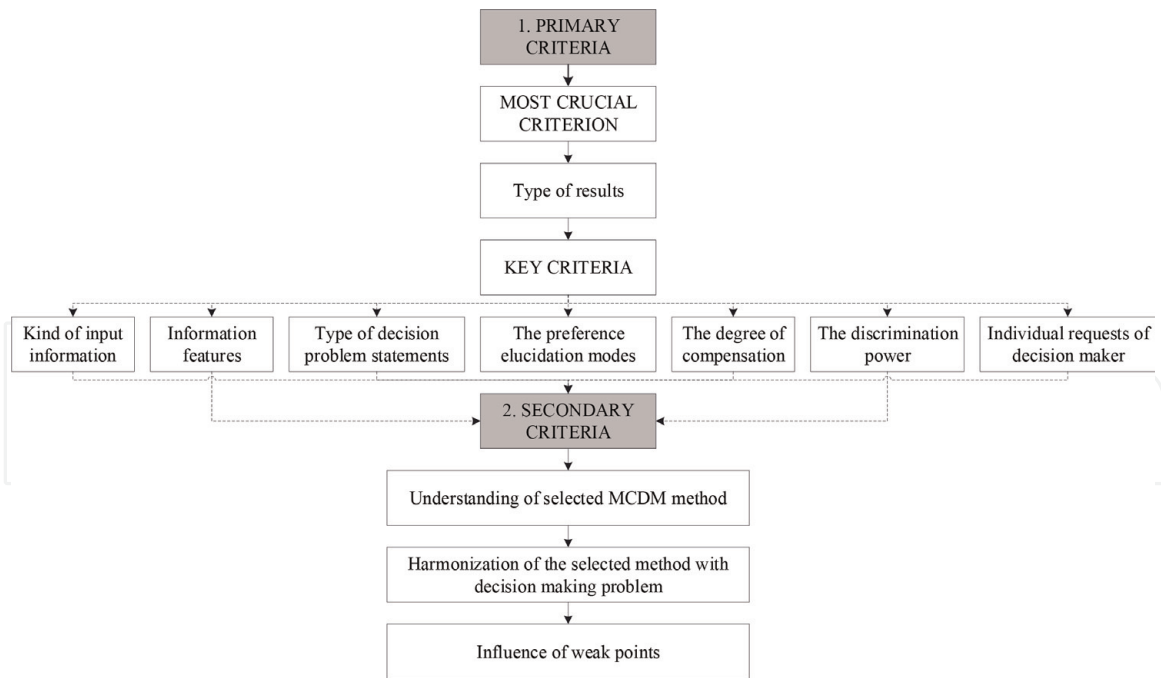 1. PRIMARY
CRITERIA
MOST CRUCIAL
CRITERION
Type of results
KEY CRITERIA
Kind of input
information
Information
features
Type of decision
problem statements
The preference
elucidation modes
The degree of
compensation
The discrimination
power
Individual requests of
decision maker
2. SECONDARY
CRITERIA
Understanding of selected MCDM method
Harmonization of the selected method with
decision making problem
Influence of weak points